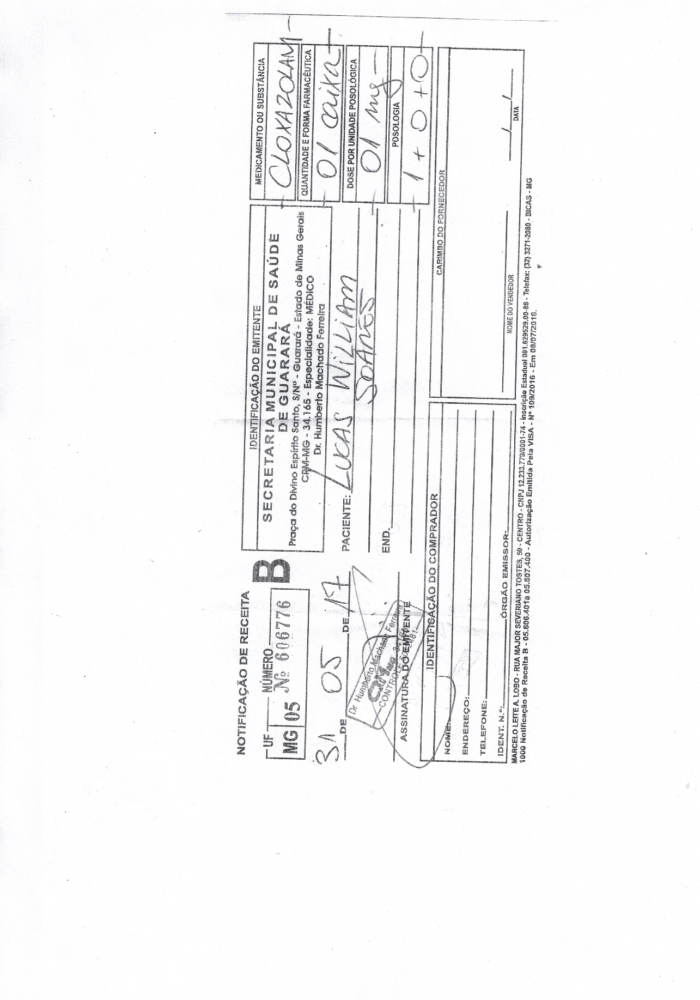 NOTIFICAÇÃO DE RECEITA
UF NÚMERO
MG 05 Nº 606776
B
31 DE 05 DE 17
Dr Humberto Machado Ferreira
CRMMG 34165
CONTROLE
ASSINATURA DO EMITENTE
IDENTIFICAÇÃO DO EMITENTE
SECRETARIA MUNICIPAL DE SAÚDE
DE GUARARÁ
Praça do Divino Espírito Santo, S/Nº - Guarará - Estado de Minas Gerais
CRM-MG - 34.165 - Especialidade: MÉDICO
Dr. Humberto Machado Ferreira
PACIENTE: LUCAS WILLIAM
SOARES
END.
MEDICAMENTO OU SUBSTÂNCIA
CLOXAZOLAM
QUANTIDADE E FORMA FARMACÊUTICA
01 caixa
DOSE POR UNIDADE POSOLÓGICA
01 mg
POSOLOGIA
1 + 0 + 0
IDENTIFICAÇÃO DO COMPRADOR
NOME:
ENDEREÇO:
TELEFONE:
IDENT. N.º: ÓRGÃO EMISSOR:
CARIMBO DO FORNECEDOR
NOME DO VENDEDOR
/ /
DATA
MARCELO LEITE A. LOBO - RUA MAJOR SEVERIANO TOSTES, 50 - CENTRO - CNPJ 12.233.779/0001-74 - Inscrição Estadual 001.629529.00-86 - Telefax: (32) 3271-2080 - BICAS - MG
1000 Notificação de Receita B - 05.606.401a 05.607.400 - Autorização Emitida Pela VISA - Nº 109/2016 - Em 08/07/2016.